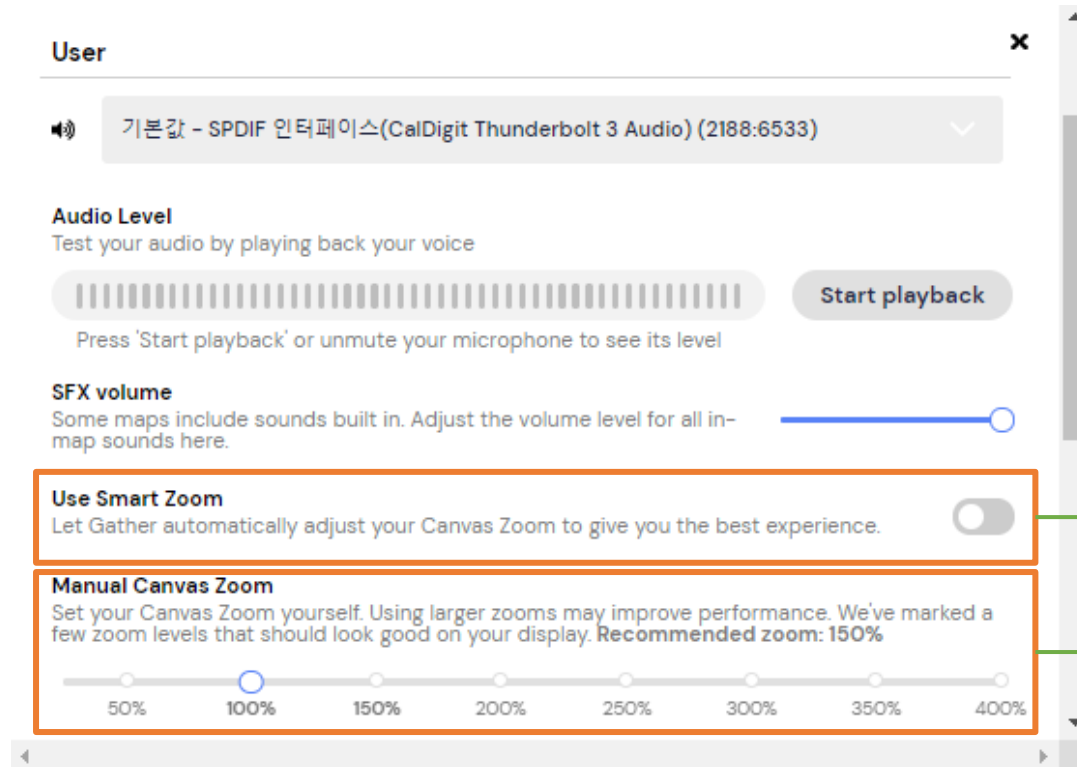 User
기본값 - SPDIF 인터페이스(CalDigit Thunderbolt 3 Audio) (2188:6533)
Audio Level
Test your audio by playing back your voice
Start playback
Press 'Start playback' or unmute your microphone to see its level
SFX volume
Some maps include sounds built in. Adjust the volume level for all in-
map sounds here.
Use Smart Zoom
Let Gather automatically adjust your Canvas Zoom to give you the best experience.
Manual Canvas Zoom
Set your Canvas Zoom yourself. Using larger zooms may improve performance. We've marked a
few zoom levels that should look good on your display. Recommended zoom: 150%
50% 100% 150% 200% 250% 300% 350% 400%